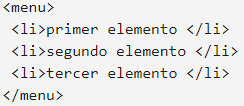 <menu>
<li>primer elemento </li>
<li>segundo elemento </li>
<li>tercer elemento </li>
</menu>